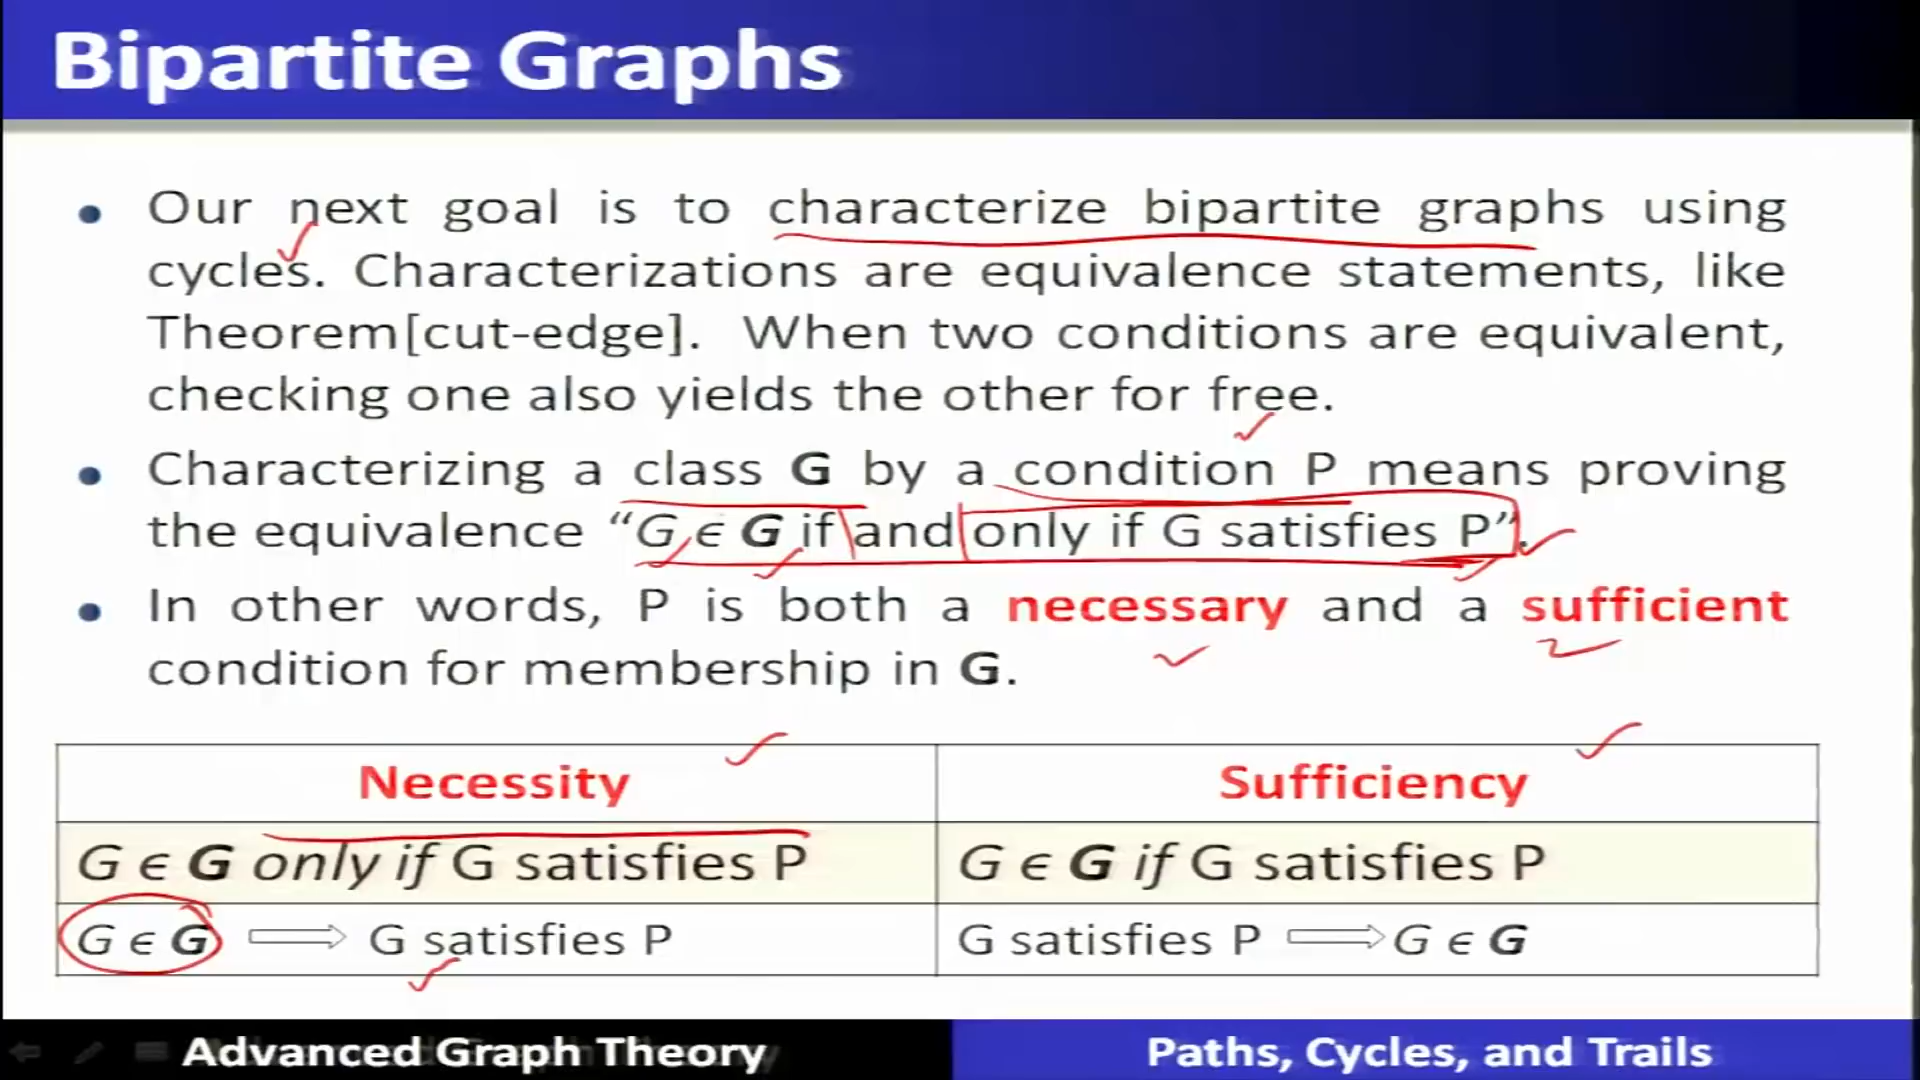 Bipartite Graphs
• Our next goal is to characterize bipartite graphs using
cycles. Characterizations are equivalence statements, like
Theorem[cut-edge]. When two conditions are equivalent,
checking one also yields the other for free.
• Characterizing a class G by a condition P means proving
the equivalence “G ϵ G if and only if G satisfies P”.
• In other words, P is both a necessary and a sufficient
condition for membership in G.
Necessity Sufficiency
G ϵ G only if G satisfies P G ϵ G if G satisfies P
G ϵ G ⇒ G satisfies P G satisfies P ⇒ G ϵ G
Advanced Graph Theory Paths, Cycles, and Trails